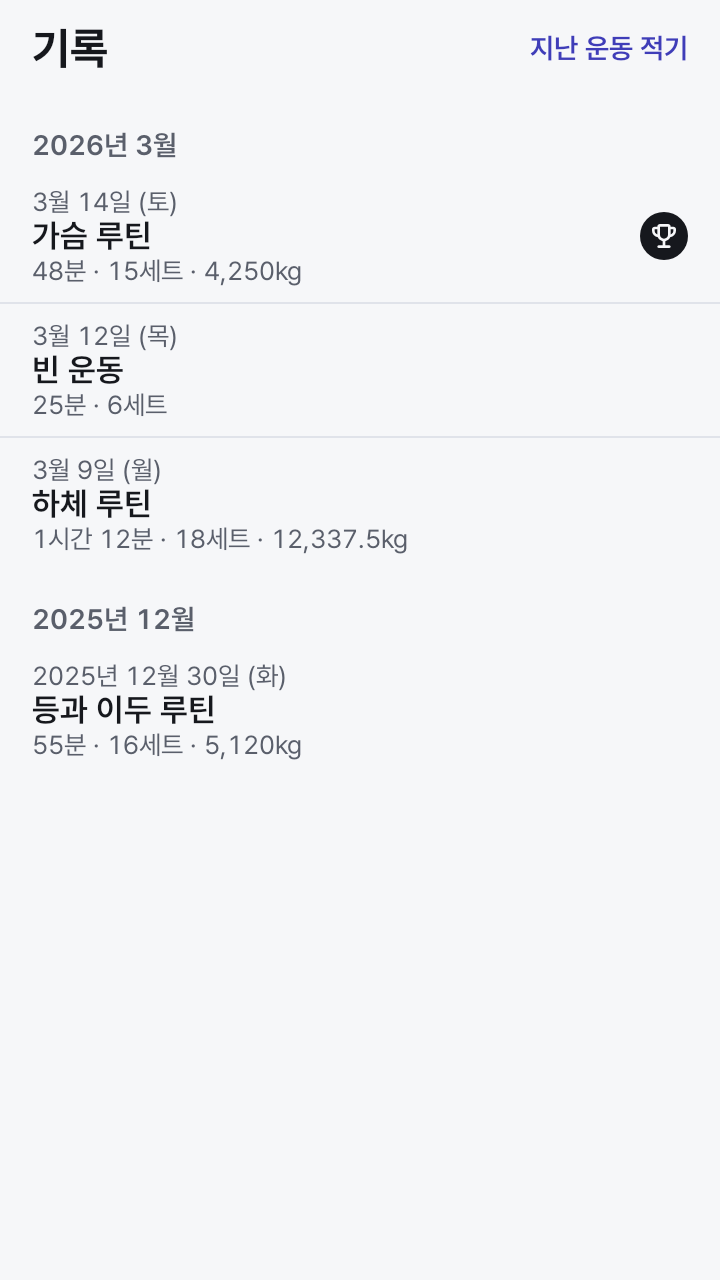 기록
지난 운동 적기
2026년 3월
3월 14일 (토)
가슴 루틴
48분 · 15세트 · 4,250kg
3월 12일 (목)
빈 운동
25분 · 6세트
3월 9일 (월)
하체 루틴
1시간 12분 · 18세트 · 12,337.5kg
2025년 12월
2025년 12월 30일 (화)
등과 이두 루틴
55분 · 16세트 · 5,120kg